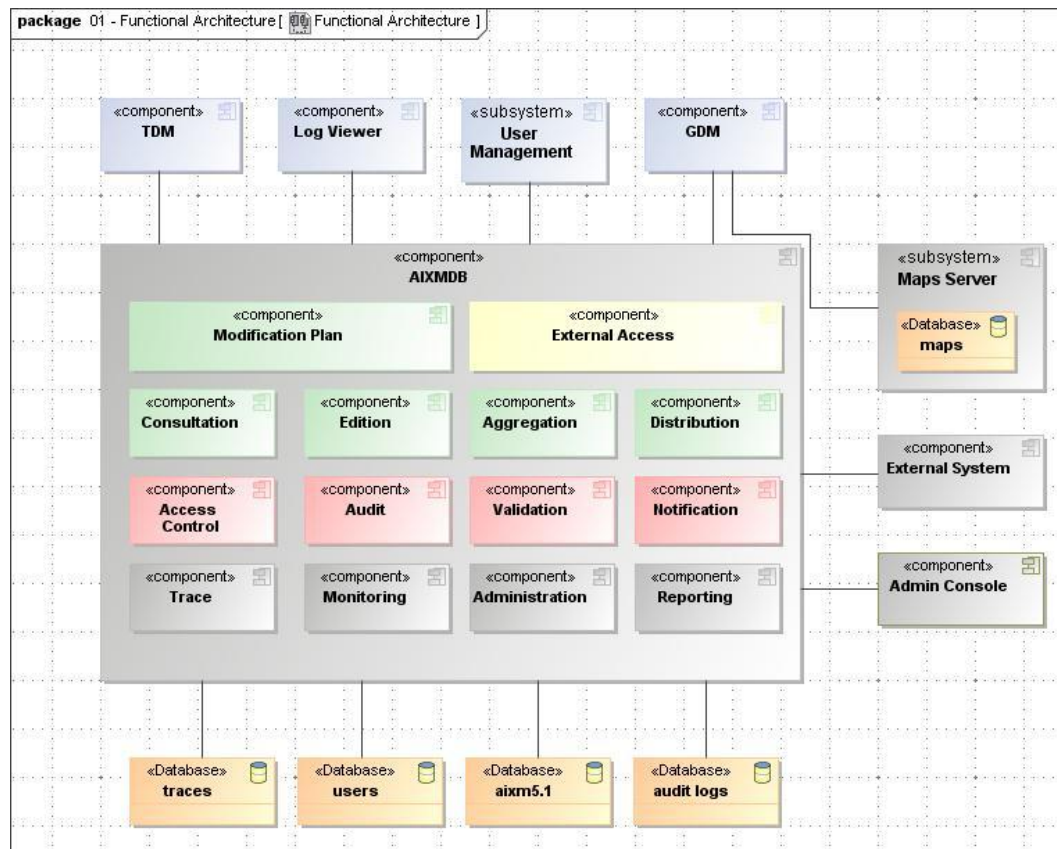 package 01 - Functional Architecture [ Functional Architecture ]
«component»
TDM
«component»
Log Viewer
«subsystem»
User
Management
«component»
GDM
«component»
AIXMDB
«subsystem»
Maps Server
«Database»
maps
«component»
Modification Plan
«component»
External Access
«component»
Consultation
«component»
Edition
«component»
Aggregation
«component»
Distribution
«component»
External System
«component»
Access
Control
«component»
Audit
«component»
Validation
«component»
Notification
«component»
Admin Console
«component»
Trace
«component»
Monitoring
«component»
Administration
«component»
Reporting
«Database»
traces
«Database»
users
«Database»
aixm5.1
«Database»
audit logs